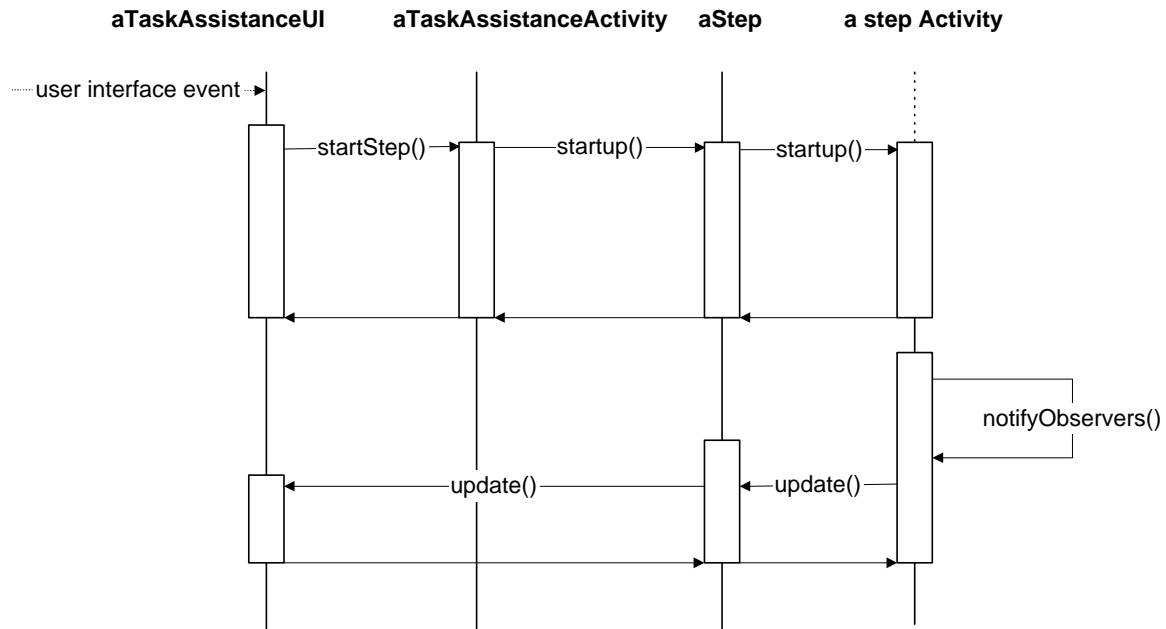 aTaskAssistanceUI aTaskAssistanceActivity aStep a step Activity
user interface event
startStep() startup() startup()
notifyObservers()
update() update()